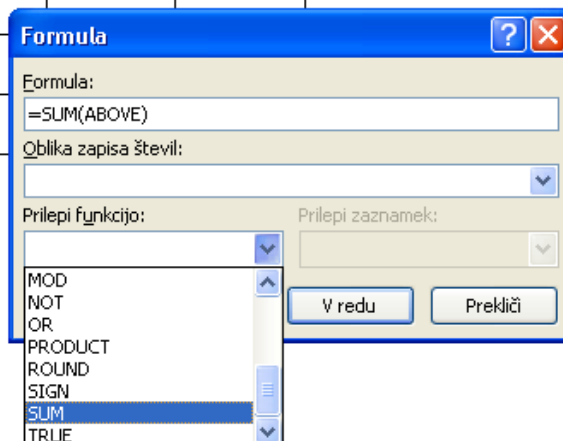 Formula
Formula:
=SUM(ABOVE)
Oblika zapisa števil:
Prilepi funkcijo:
Prilepi zaznamek:
MOD
NOT
OR
PRODUCT
ROUND
SIGN
SUM
TRUE
V redu
Prekliči